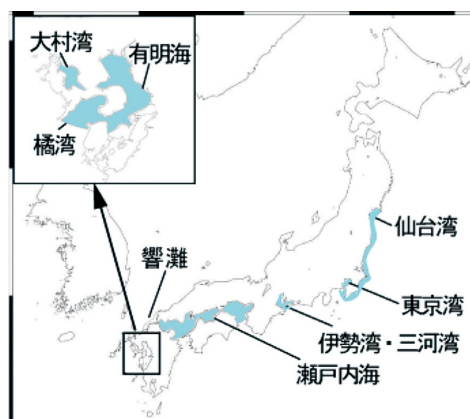 大村湾
有明海
橘湾
仙台湾
響灘
東京湾
伊勢湾・三河湾
瀬戸内海